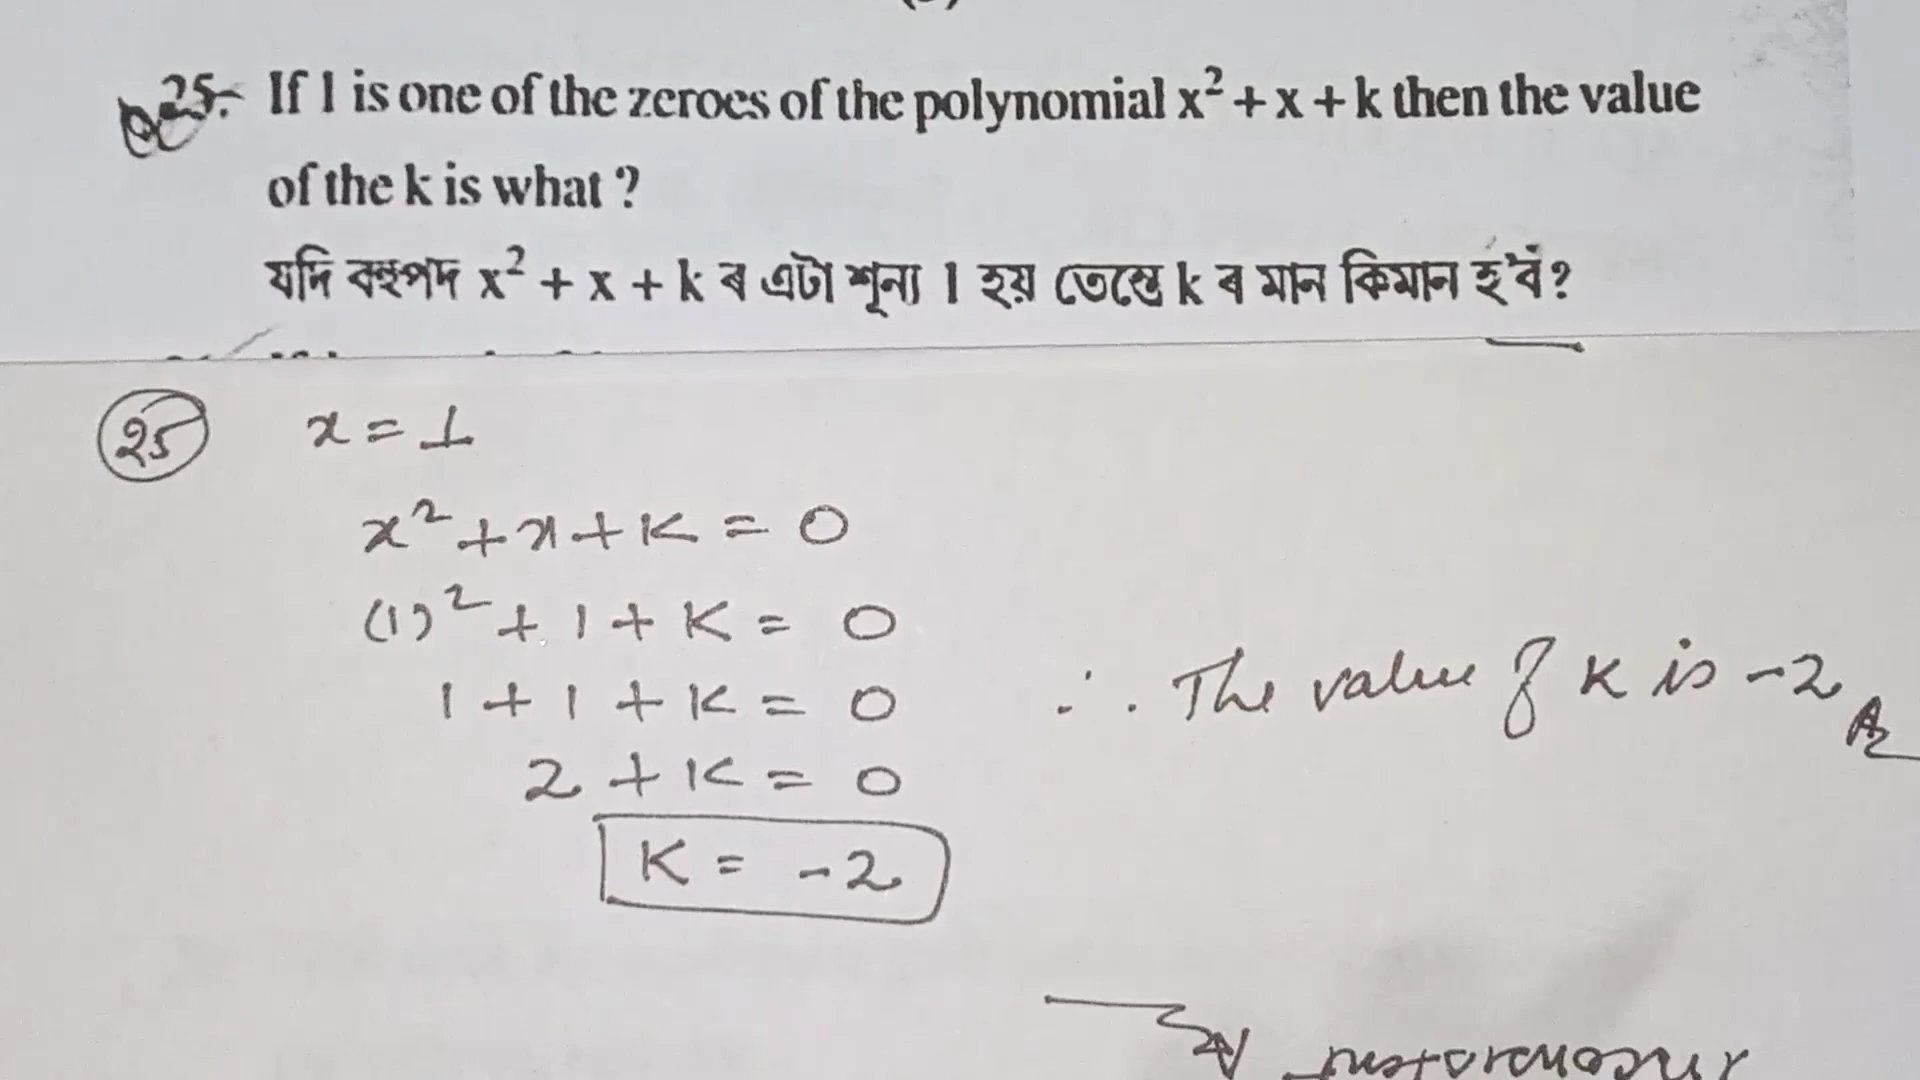 25. If 1 is one of the zeroes of the polynomial x² + x + k then the value
of the k is what ?
যদি বহুপদ x² + x + k ৰ এটা শূন্য 1 হয় তেন্তে k ৰ মান কিমান হ'ব?
25 x = 1
x² + x + K = 0
(1)² + 1 + K = 0
1 + 1 + K = 0
∴ The value of K is -2
2 + K = 0
K = -2